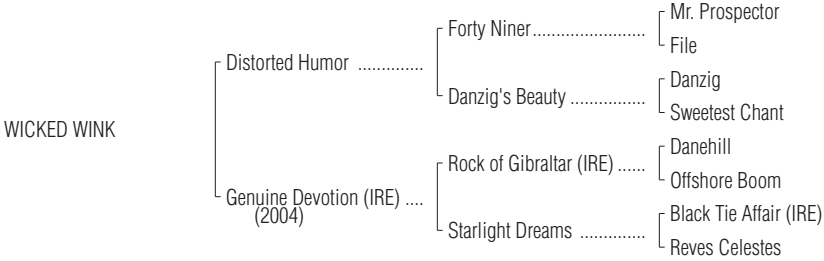 Mr. Prospector
Forty Niner........................
File
Distorted Humor ..............
Danzig
Danzig's Beauty ................
Sweetest Chant
WICKED WINK
Danehill
Rock of Gibraltar (IRE) ......
Offshore Boom
Genuine Devotion (IRE) ....
(2004)
Black Tie Affair (IRE)
Starlight Dreams ..............
Reves Celestes